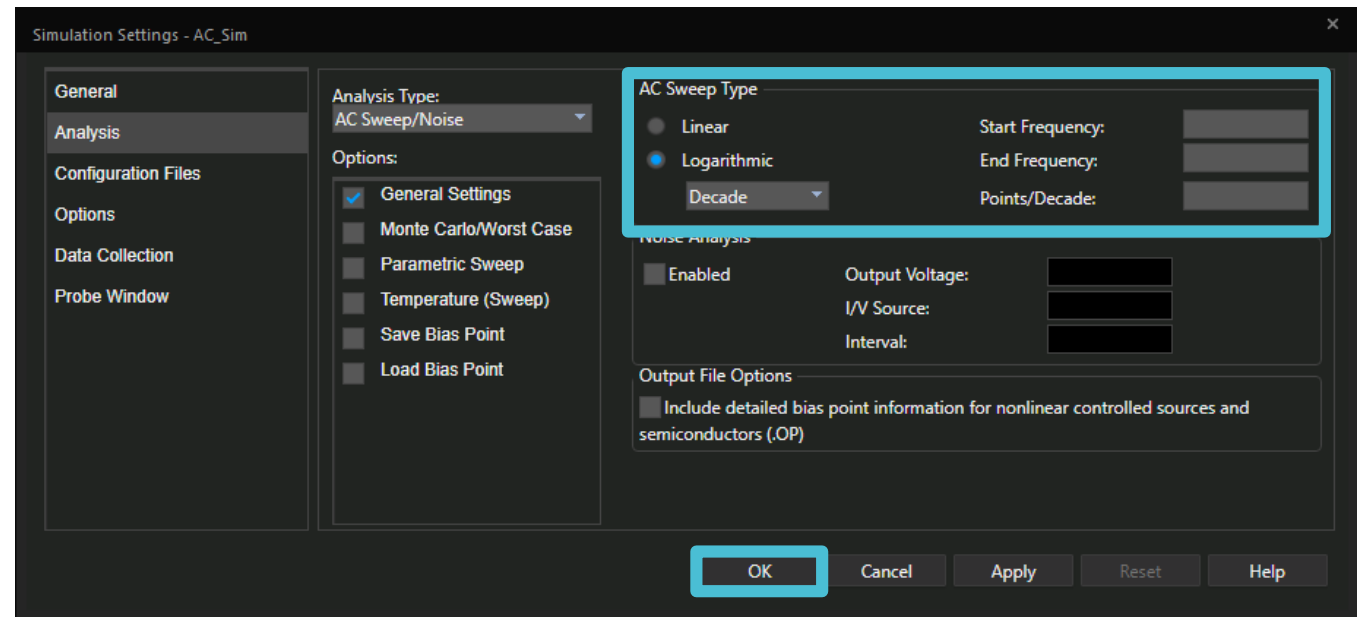 Simulation Settings - AC_Sim
General
Analysis
Configuration Files
Options
Data Collection
Probe Window
Analysis Type:
AC Sweep/Noise
Options:
General Settings
Monte Carlo/Worst Case
Parametric Sweep
Temperature (Sweep)
Save Bias Point
Load Bias Point
AC Sweep Type
Linear
Logarithmic
Decade
Start Frequency:
End Frequency:
Points/Decade:
Noise Analysis
Enabled
Output Voltage:
I/V Source:
Interval:
Output File Options
Include detailed bias point information for nonlinear controlled sources and
semiconductors (.OP)
OK
Cancel
Apply
Reset
Help